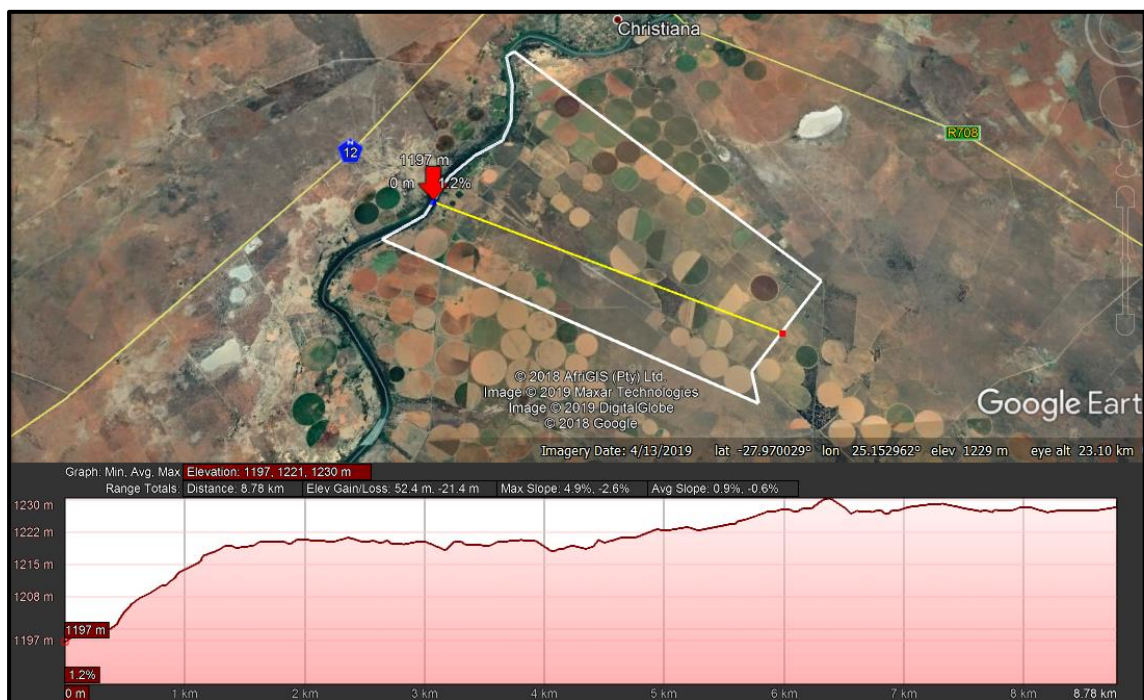 Christiana
R708
N
12
1197 m
0 m 1.2%
© 2018 AfriGIS (Pty) Ltd.
Image © 2019 Maxar Technologies
Image © 2019 DigitalGlobe
© 2018 Google
Google Eart
Imagery Date: 4/13/2019 lat -27.970029° lon 25.152962° elev 1229 m eye alt 23.10 km
Graph: Min, Avg, Max Elevation: 1197, 1221, 1230 m
Range Totals: Distance: 8.78 km Elev Gain/Loss: 52.4 m, -21.4 m Max Slope: 4.9%, -2.6% Avg Slope: 0.9%, -0.6%
1230 m
1222 m
1215 m
1208 m
1197 m
1197 m
1.2%
0 m 1 km 2 km 3 km 4 km 5 km 6 km 7 km 8 km 8.78 km